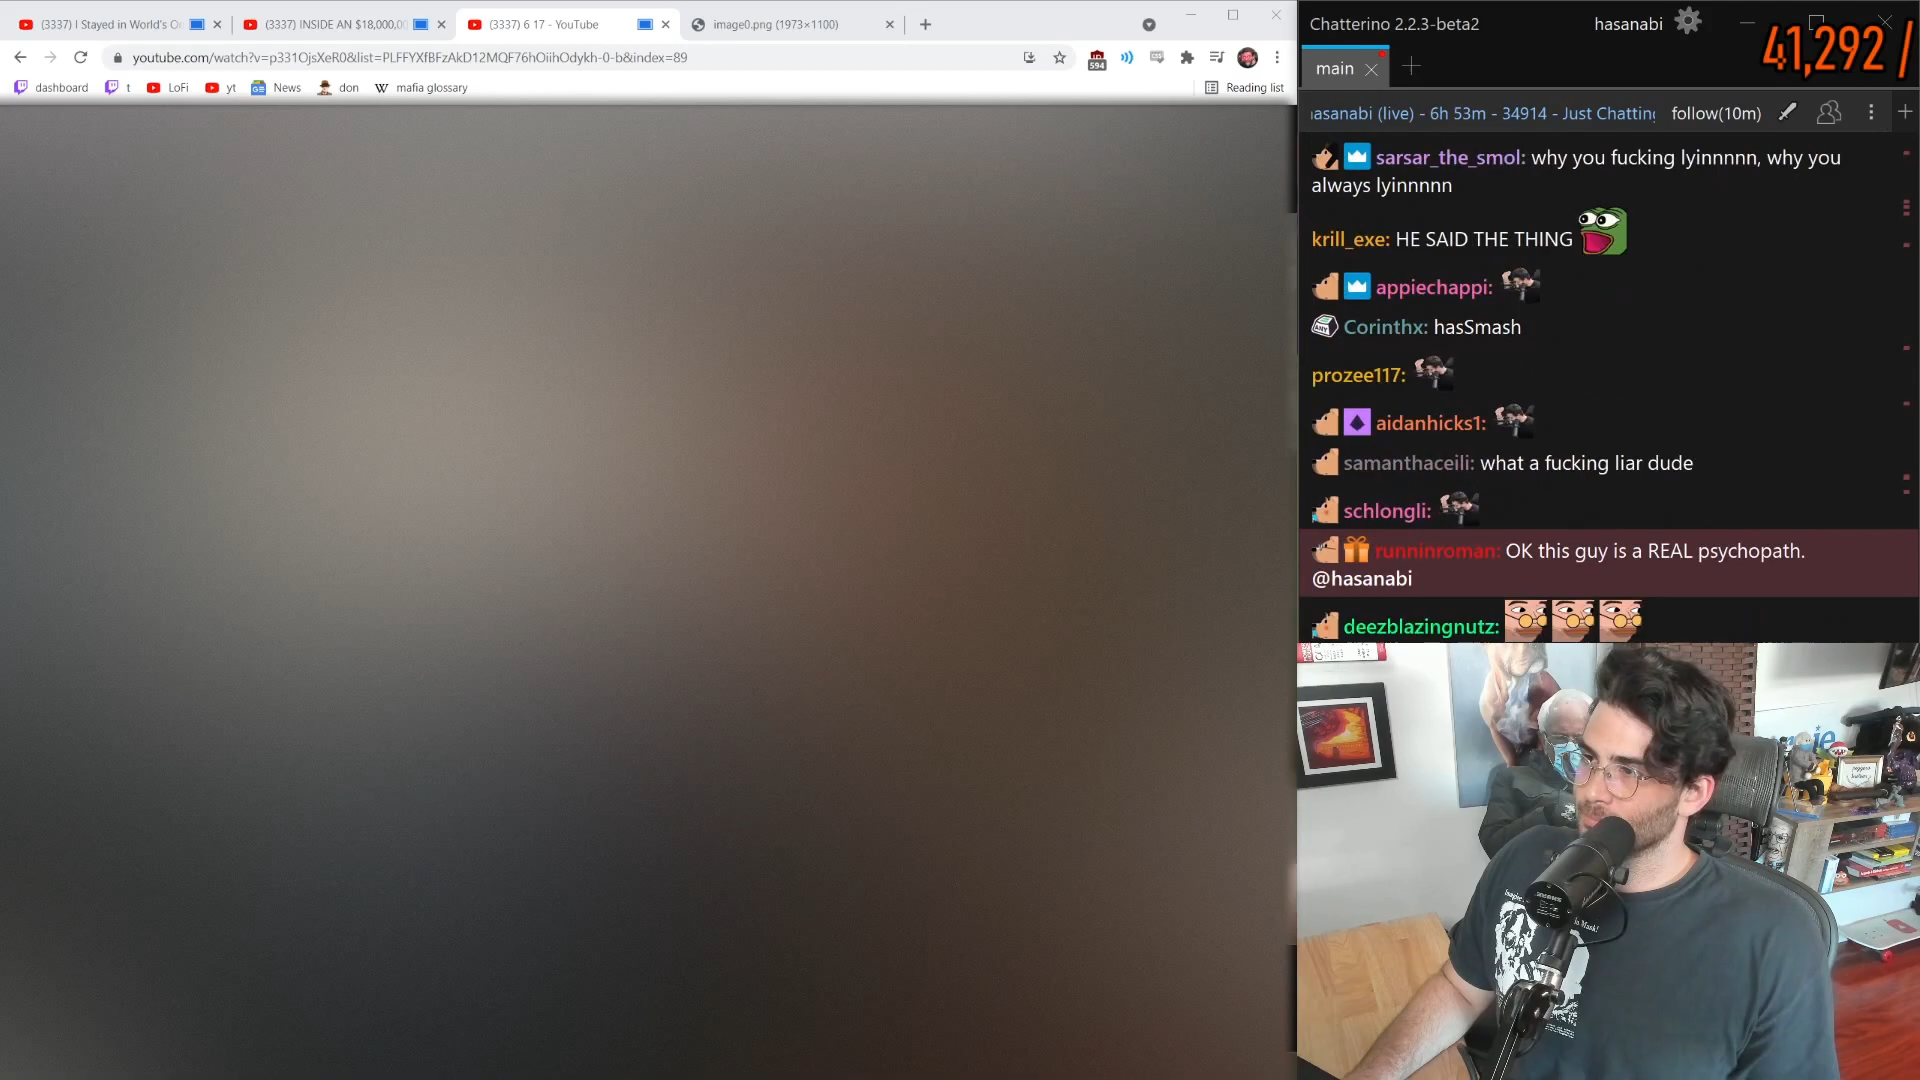 (3337) I Stayed in World's O
(3337) INSIDE AN $18,000,00
(3337) 6 17 - YouTube
image0.png (1973×1100)
youtube.com/watch?v=p331OjsXeR0&list=PLFFYXfBFzAkD12MQF76hOiihOdykh-0-b&index=89
594
dashboard
t
LoFi
yt
News
don
mafia glossary
Reading list
Chatterino 2.2.3-beta2
hasanabi
41,292 /
main
asanabi (live) - 6h 53m - 34914 - Just Chatting
follow(10m)
sarsar_the_smol: why you fucking lyinnnnn, why you
always lyinnnnn
krill_exe: HE SAID THE THING
appiechappi:
ANY
Corinthx: hasSmash
prozee117:
aidanhicks1:
samanthaceili: what a fucking liar dude
schlongli:
runninroman: OK this guy is a REAL psychopath.
@hasanabi
deezblazingnutz: